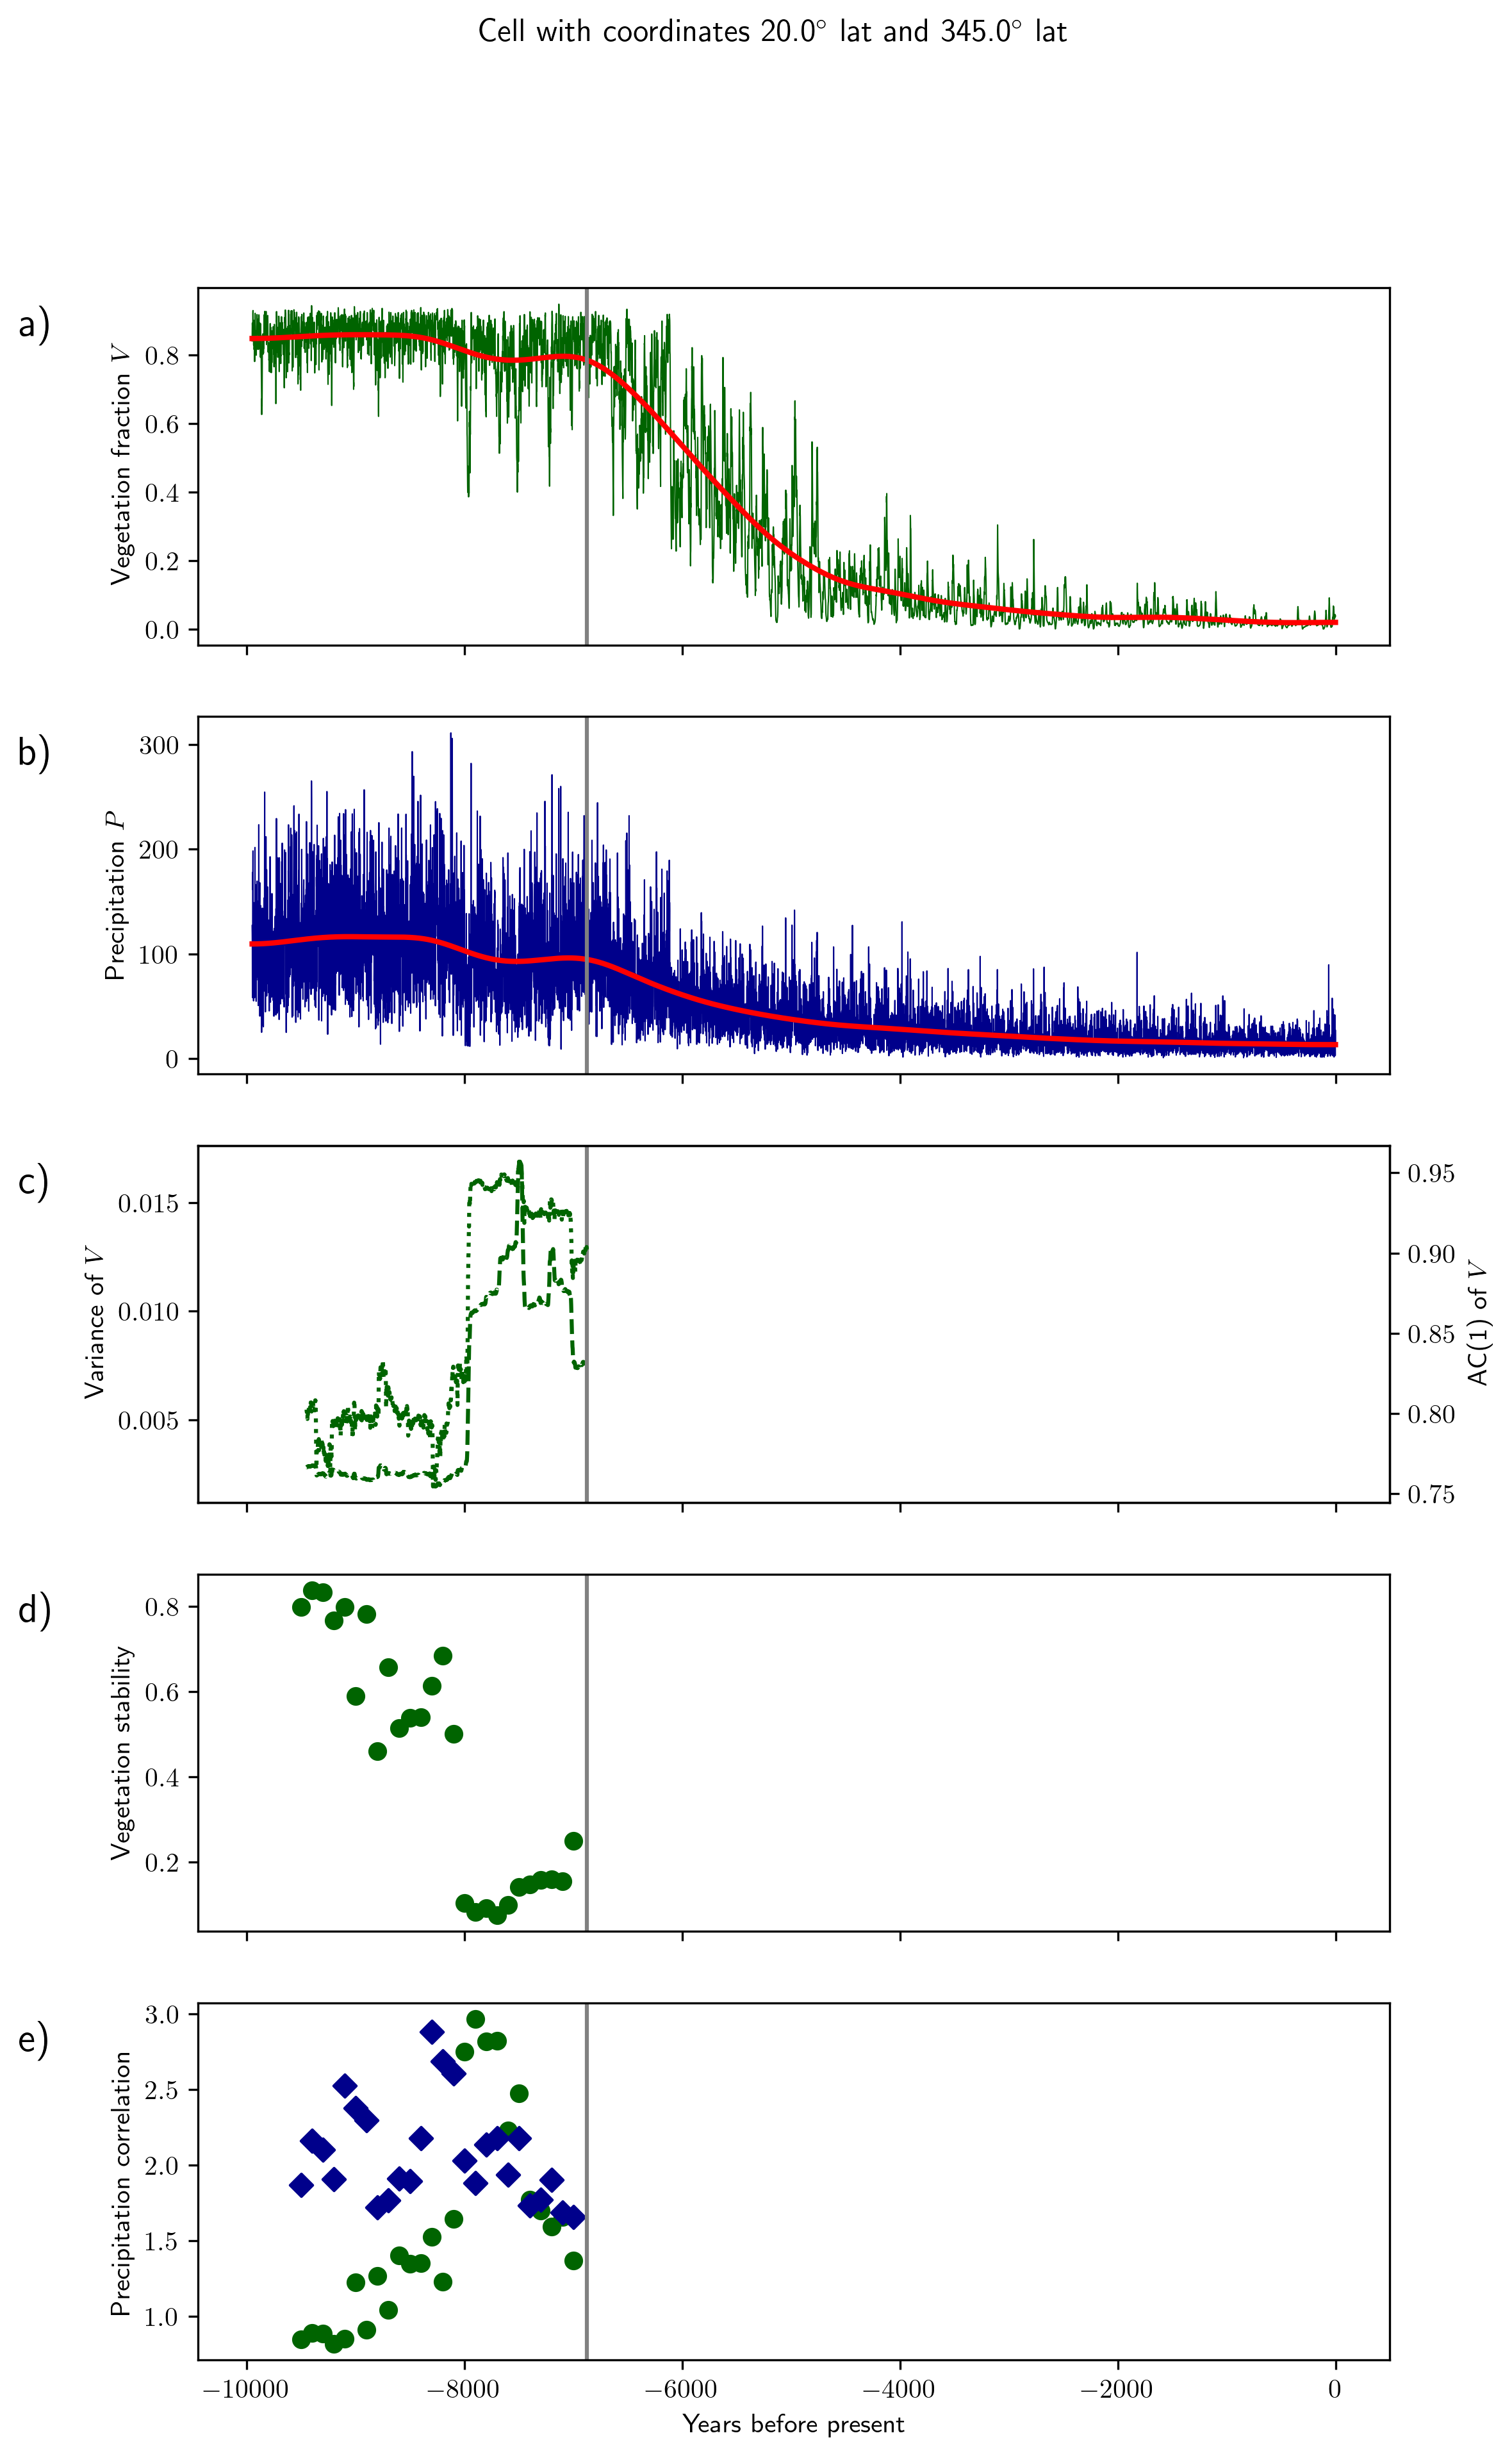 Cell with coordinates 20.0° lat and 345.0° lat
a)
Vegetation fraction V
0.8
0.6
0.4
0.2
0.0
b)
Precipitation P
300
200
100
0
c)
Variance of V
0.015
0.010
0.005
0.95
0.90
0.85
0.80
0.75
AC(1) of V
d)
Vegetation stability
0.8
0.6
0.4
0.2
e)
Precipitation correlation
3.0
2.5
2.0
1.5
1.0
−10000 −8000 −6000 −4000 −2000 0
Years before present